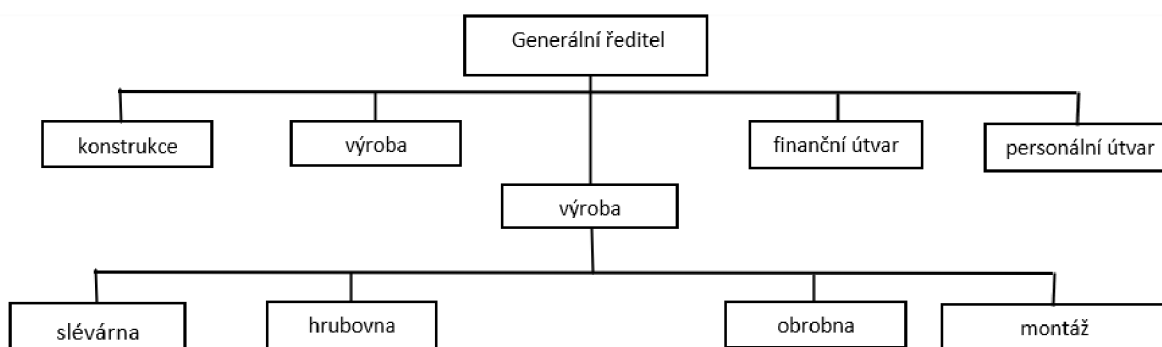 Generální ředitel
konstrukce
výroba
finanční útvar
personální útvar
výroba
slévárna
hrubovna
obrobna
montáž